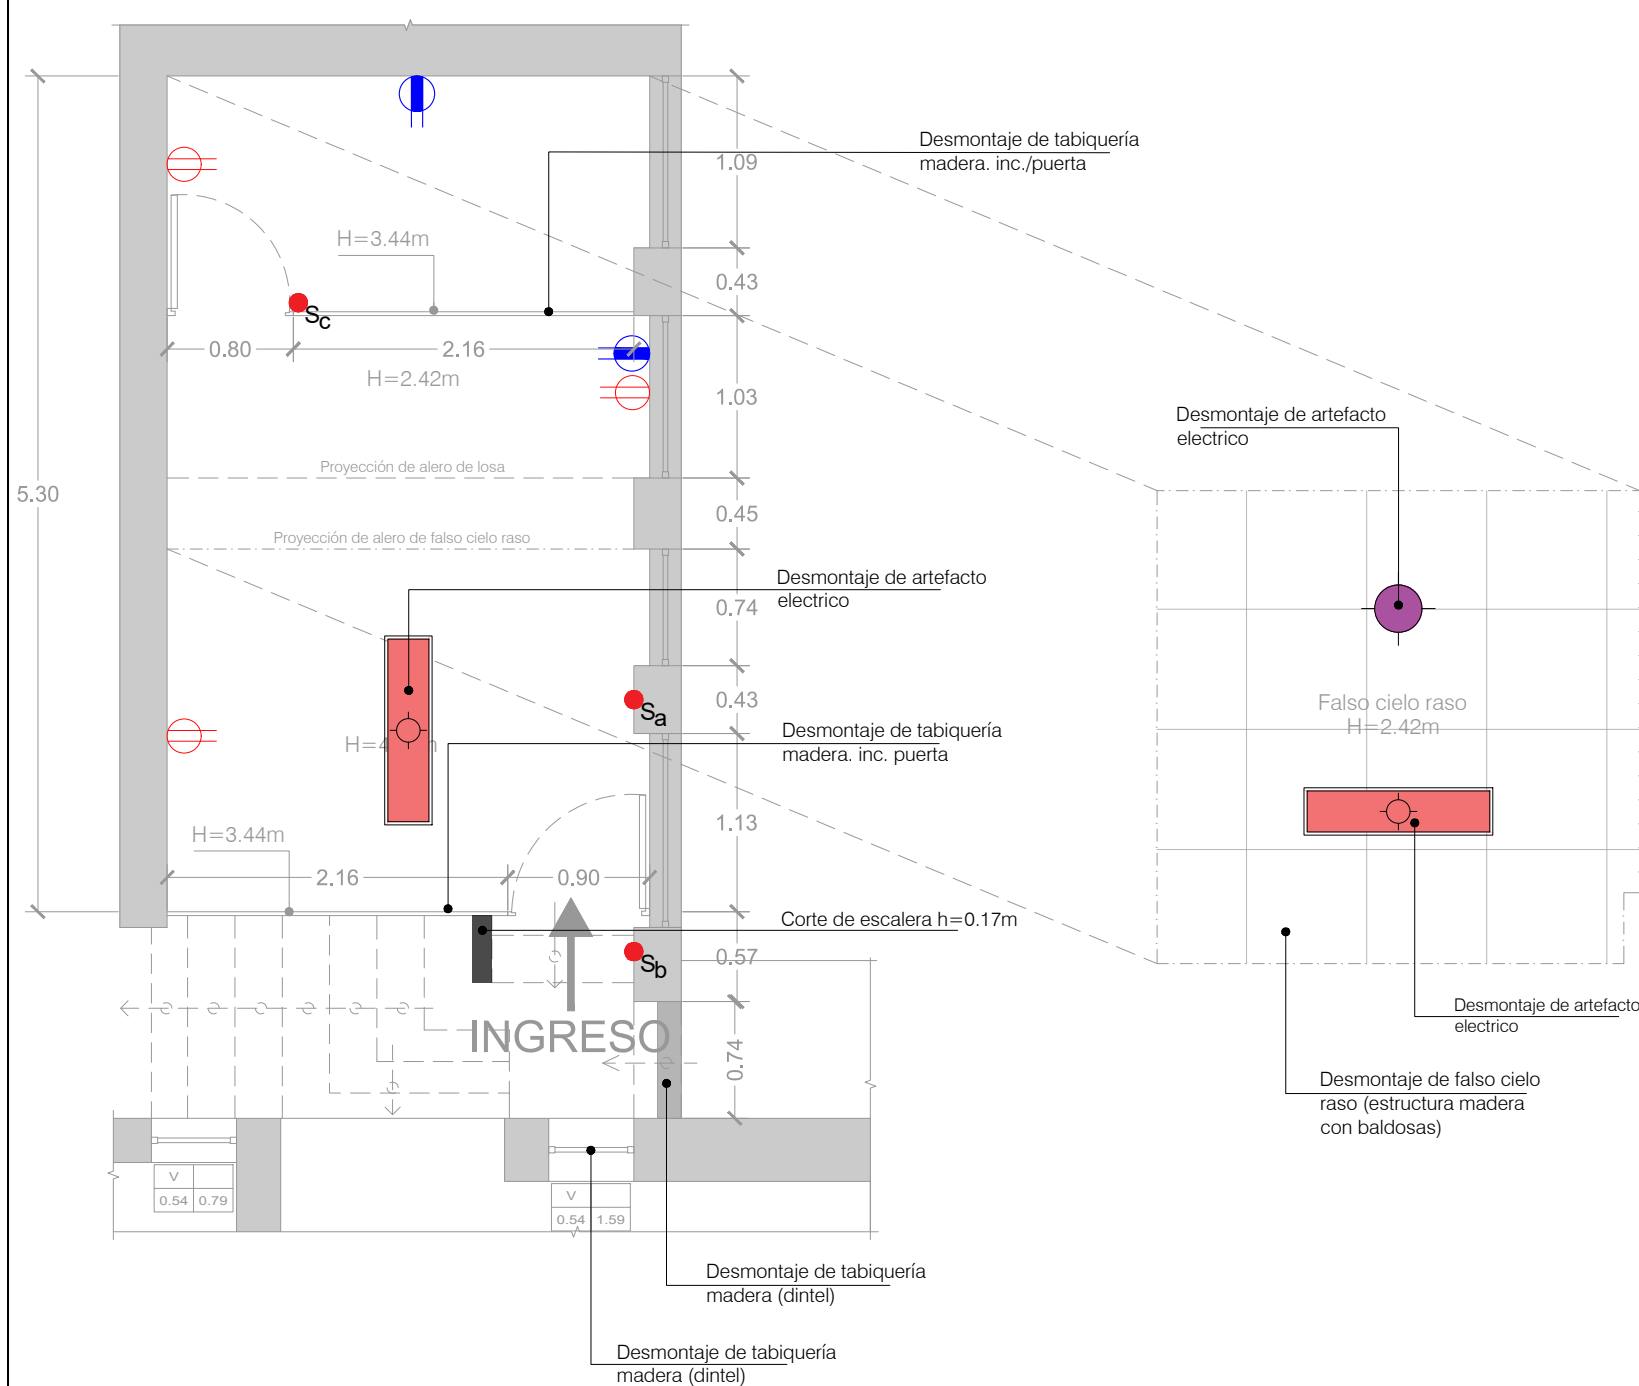 Desmontaje de tabiquería
madera. inc./puerta
1.09
H=3.44m
0.43
Sc
0.80
2.16
H=2.42m
1.03
Desmontaje de artefacto
electrico
Proyección de alero de losa
5.30
0.45
Proyección de alero de falso cielo raso
Desmontaje de artefacto
electrico
0.74
Falso cielo raso
H=2.42m
Sa
0.43
Desmontaje de tabiquería
madera. inc. puerta
H=3.44m
1.13
2.16
0.90
Corte de escalera h=0.17m
Sb
0.57
Desmontaje de artefacto
electrico
INGRESO
0.74
Desmontaje de falso cielo
raso (estructura madera
con baldosas)
V
0.54 0.79
V
0.54 1.59
Desmontaje de tabiquería
madera (dintel)
Desmontaje de tabiquería
madera (dintel)